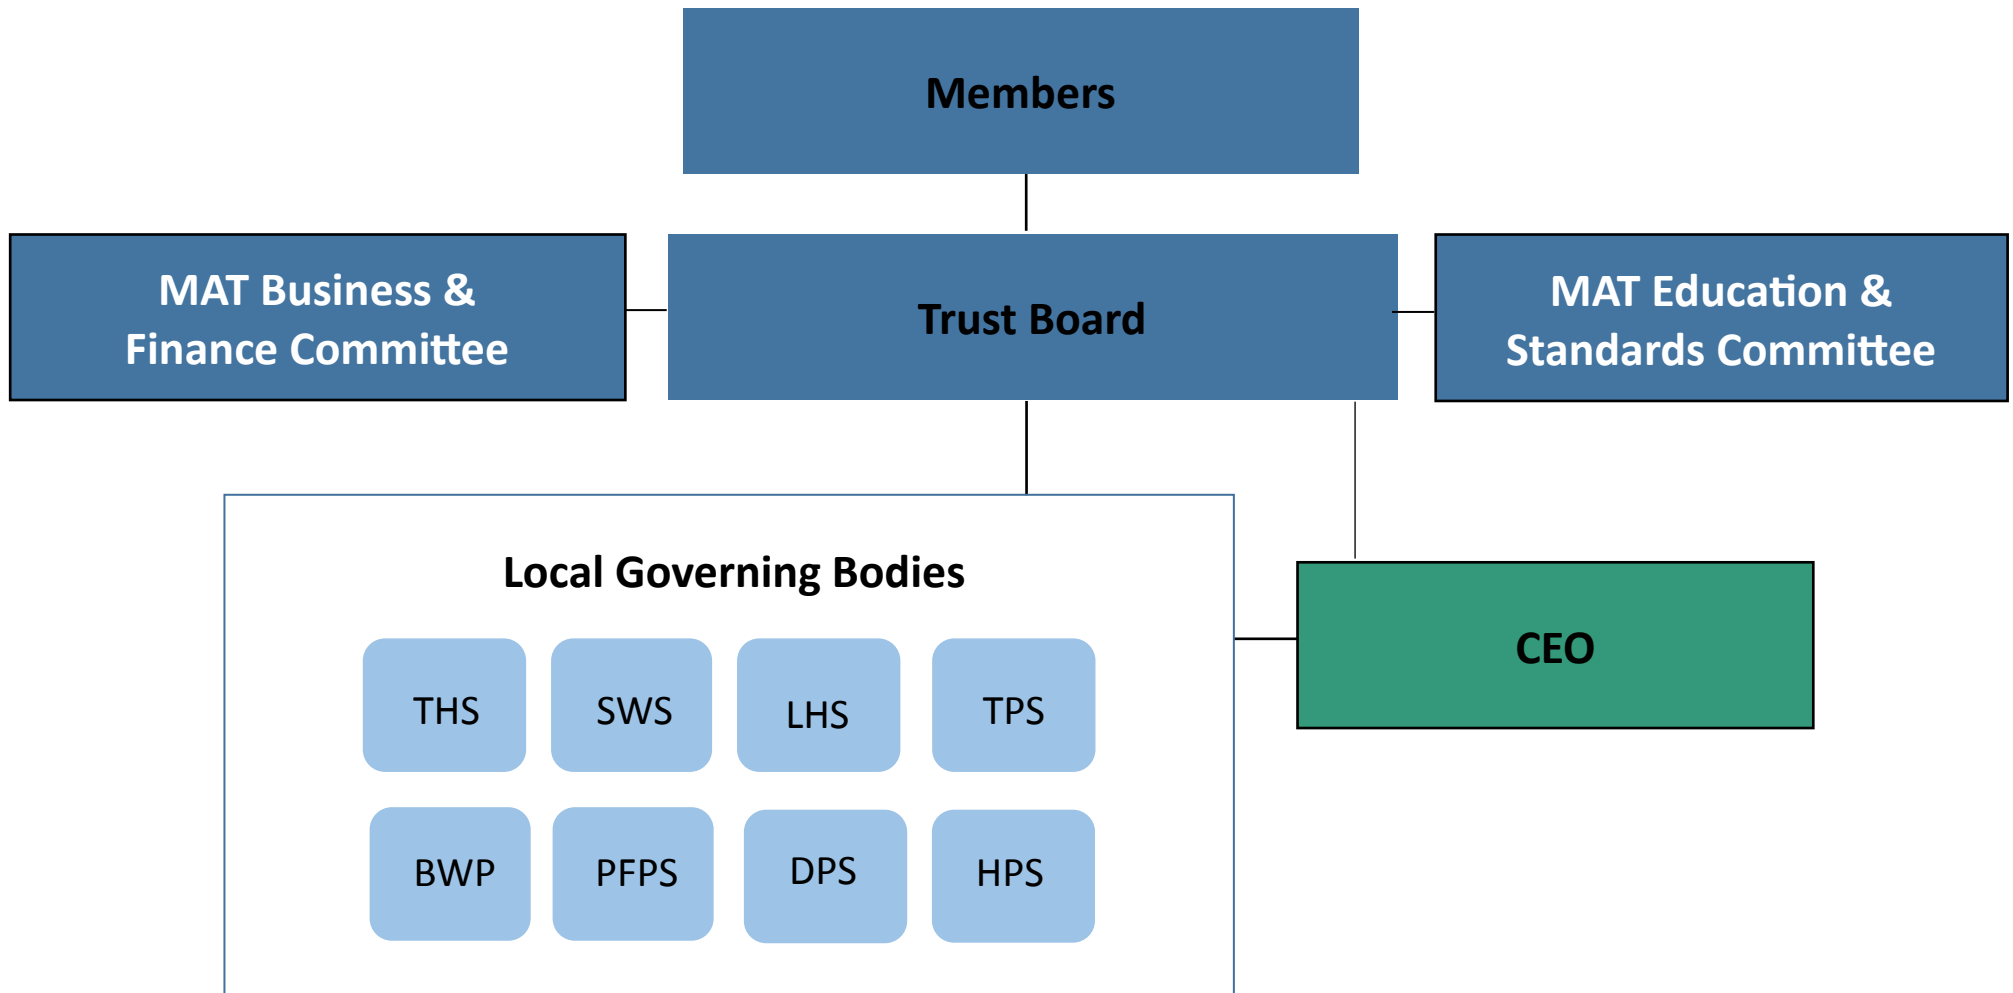 Members
MAT Business &
Finance Committee
Trust Board
MAT Education &
Standards Committee
Local Governing Bodies
CEO
THS
SWS
LHS
TPS
BWP
PFPS
DPS
HPS